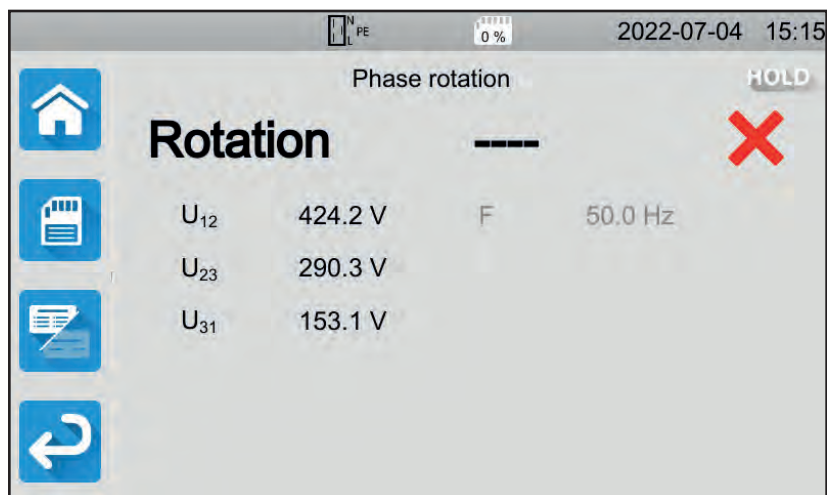 N
L PE 0 % 2022-07-04 15:15
Phase rotation HOLD
Rotation ----
U12 424.2 V F 50.0 Hz
U23 290.3 V
U31 153.1 V